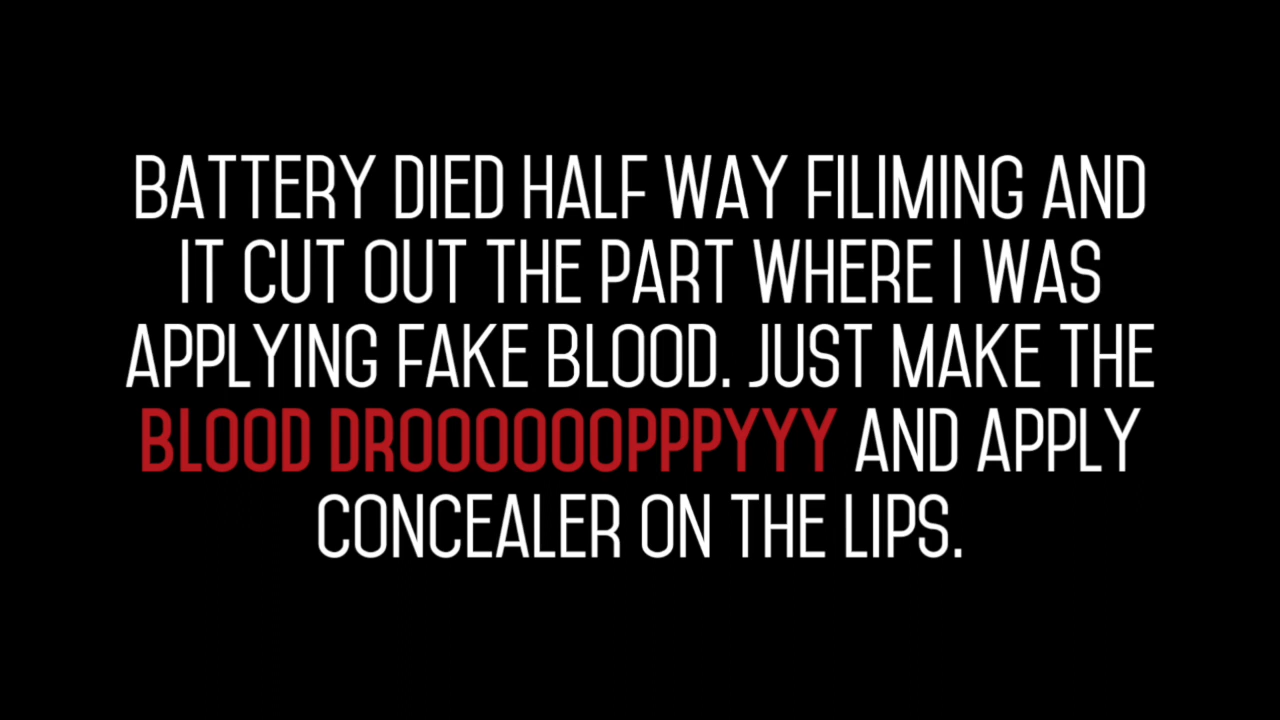 BATTERY DIED HALF WAY FILIMING AND
IT CUT OUT THE PART WHERE I WAS
APPLYING FAKE BLOOD. JUST MAKE THE
BLOOD DROOOOOOPPPYYY AND APPLY
CONCEALER ON THE LIPS.